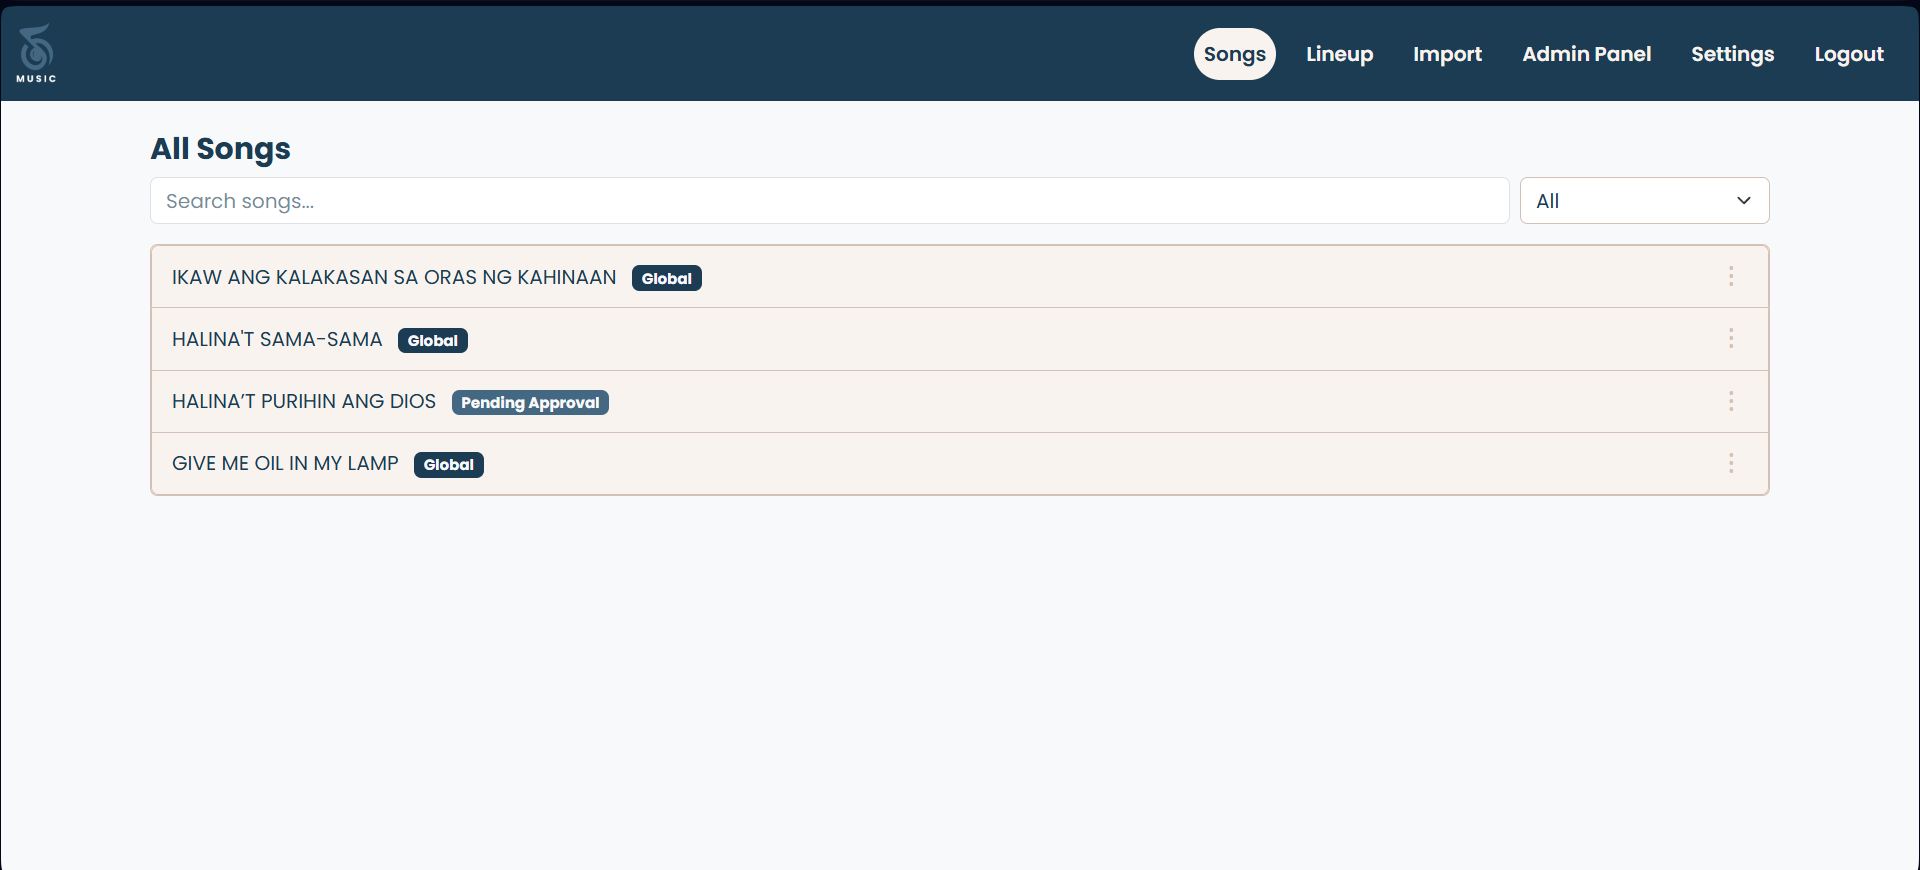 MUSIC
Songs Lineup Import Admin Panel Settings Logout
All Songs
Search songs...
All
IKAW ANG KALAKASAN SA ORAS NG KAHINAAN Global
HALINA'T SAMA-SAMA Global
HALINA’T PURIHIN ANG DIOS Pending Approval
GIVE ME OIL IN MY LAMP Global